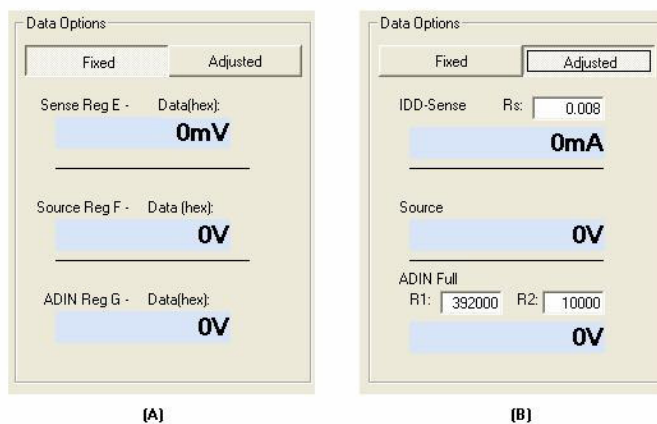 Data Options
Fixed Adjusted
Sense Reg E - Data(hex):
0mV
Source Reg F - Data (hex):
0V
ADIN Reg G - Data(hex):
0V
(A)
Data Options
Fixed Adjusted
IDD-Sense Rs: 0.008
0mA
Source
0V
ADIN Full
R1: 392000 R2: 10000
0V
(B)